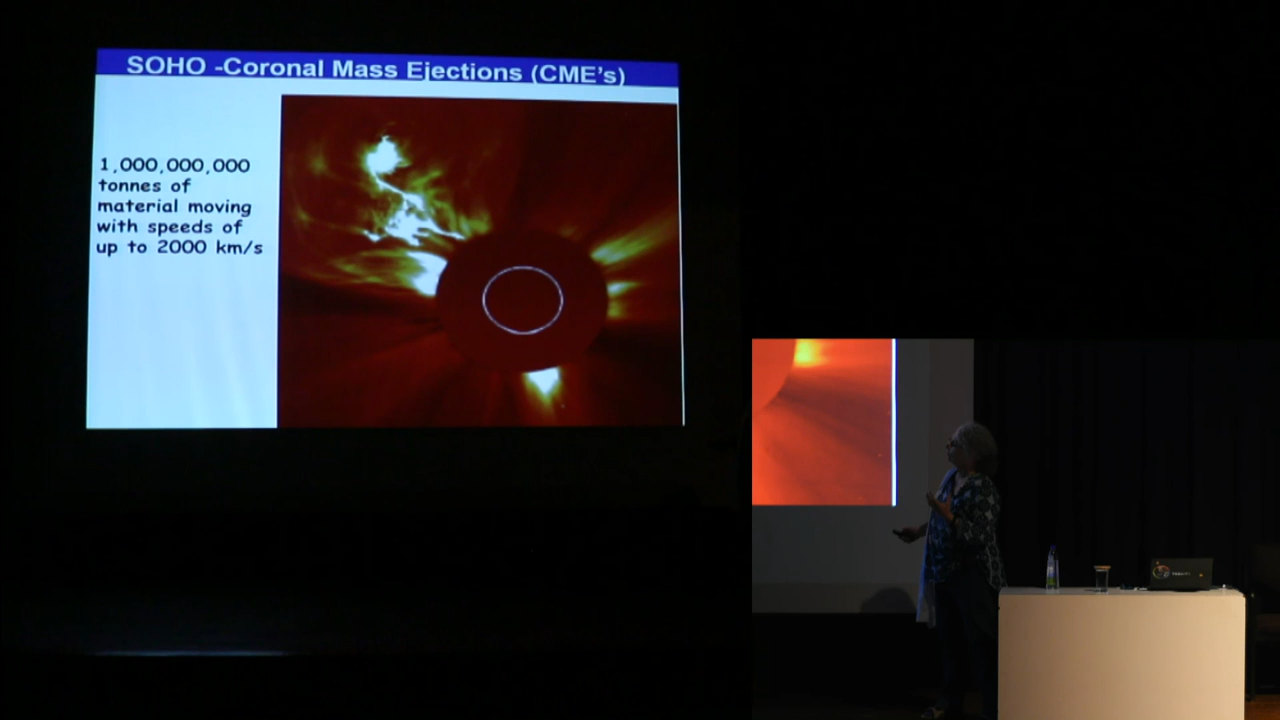 SOHO -Coronal Mass Ejections (CME's)
1,000,000,000
tonnes of
material moving
with speeds of
up to 2000 km/s